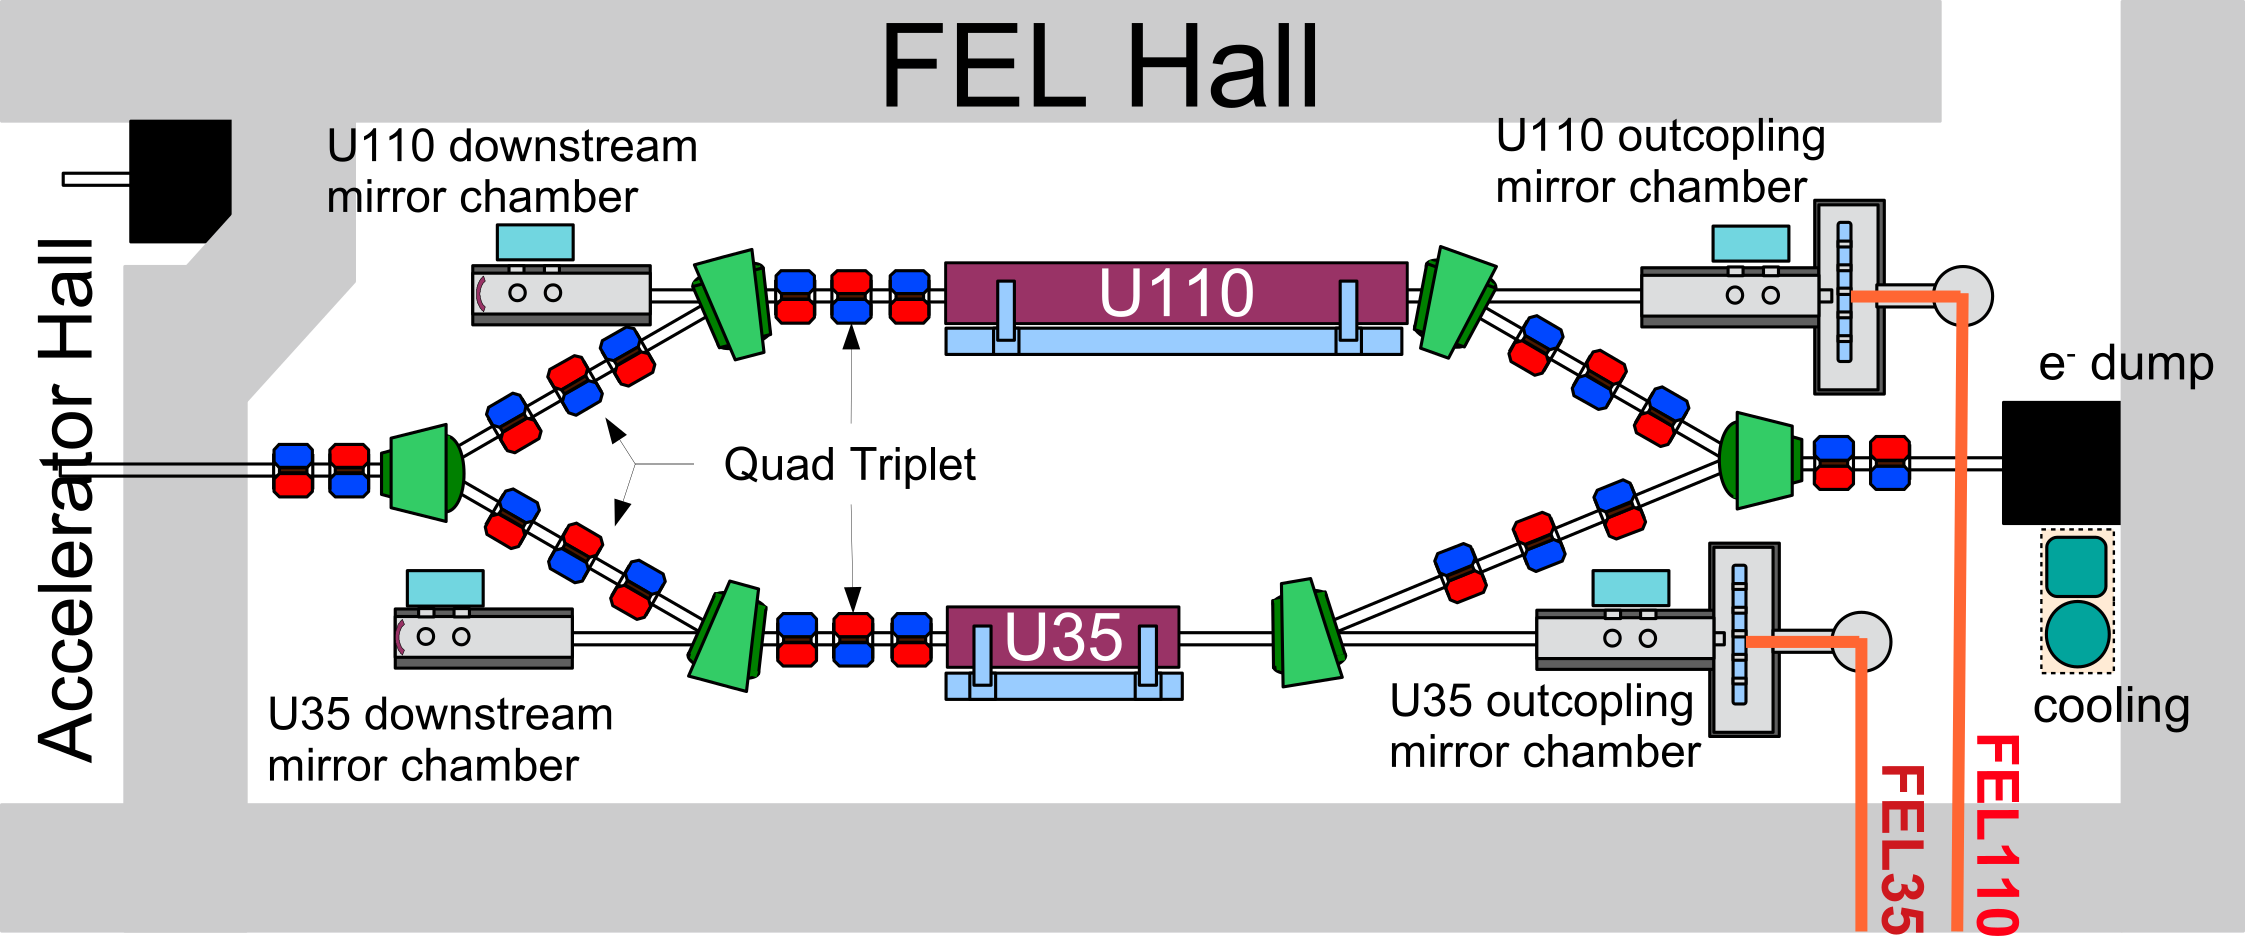 FEL Hall
Accelerator Hall
U110 downstream
mirror chamber
U110 outcopling
mirror chamber
U110
e- dump
Quad Triplet
U35
U35 downstream
mirror chamber
U35 outcopling
mirror chamber
cooling
FEL35
FEL110